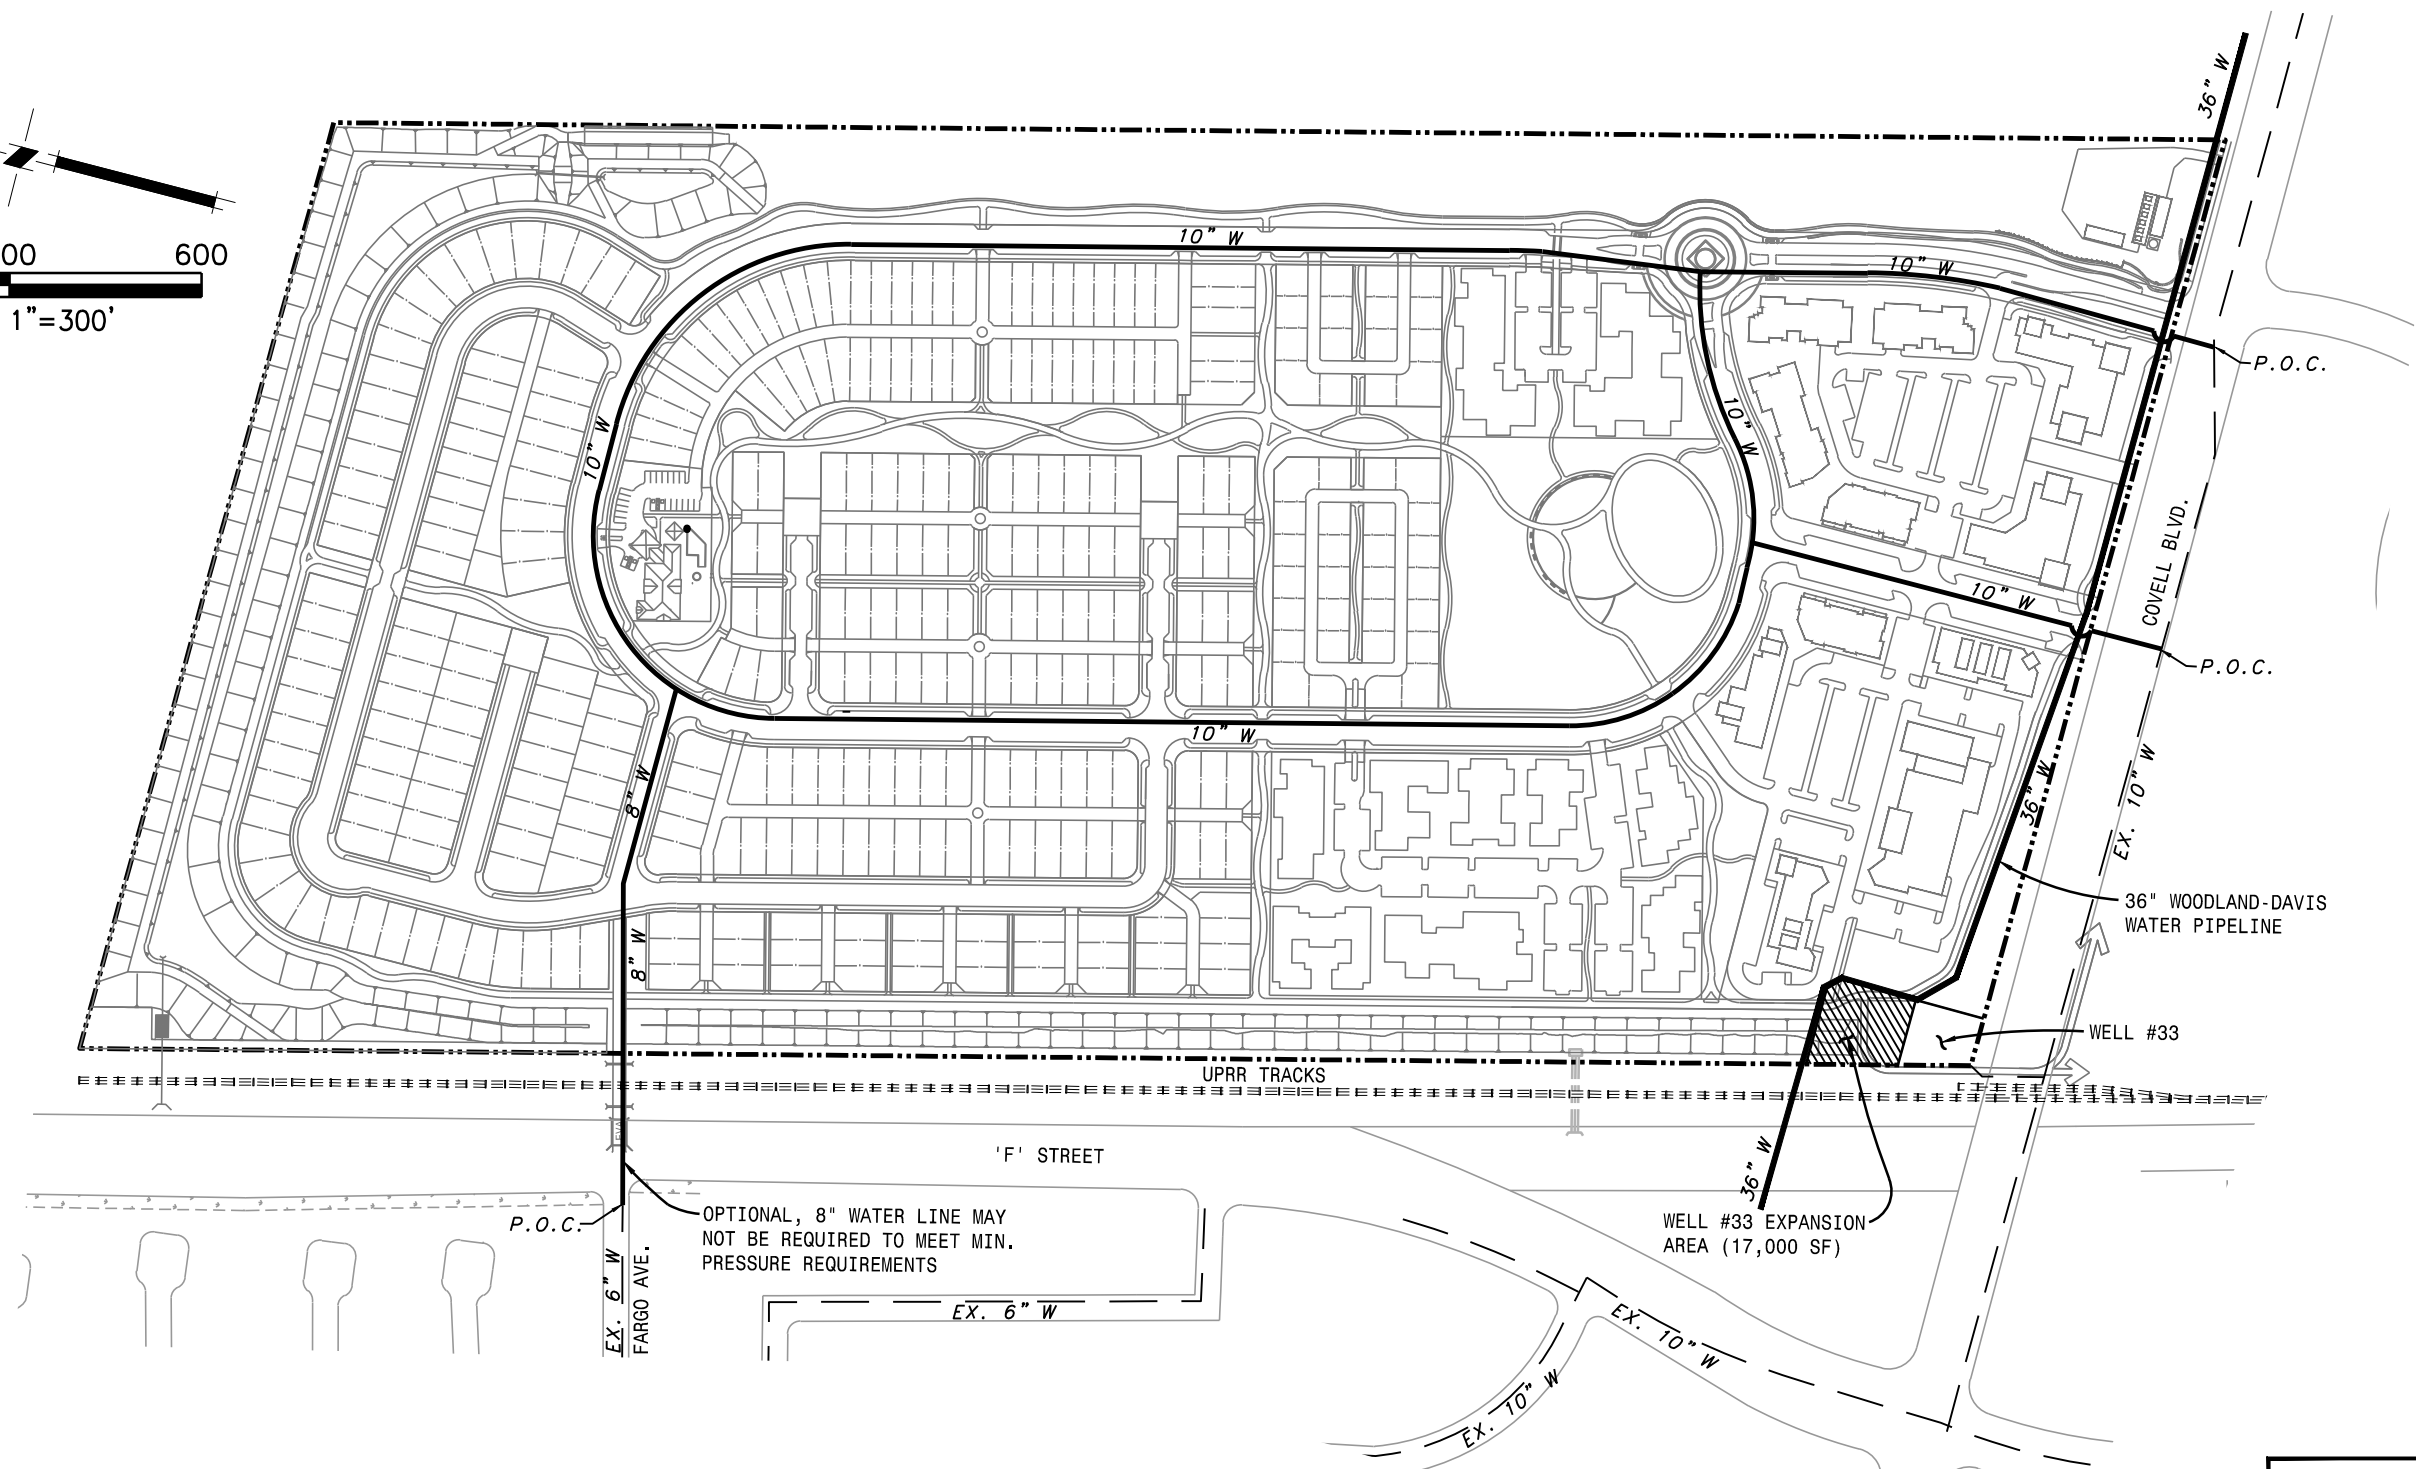 36" W
00
600
1"=300'
10" W
10" W
P.O.C.
10" W
10" W
COVELL BLVD.
10" W
P.O.C.
10" W
8" W
36" W
EX. 10" W
36" WOODLAND-DAVIS
WATER PIPELINE
8" W
WELL #33
UPRR TRACKS
EVA
'F' STREET
36" W
P.O.C.
OPTIONAL, 8" WATER LINE MAY
NOT BE REQUIRED TO MEET MIN.
PRESSURE REQUIREMENTS
WELL #33 EXPANSION
AREA (17,000 SF)
EX. 6" W
FARGO AVE.
EX. 6" W
EX. 10" W
EX. 10" W